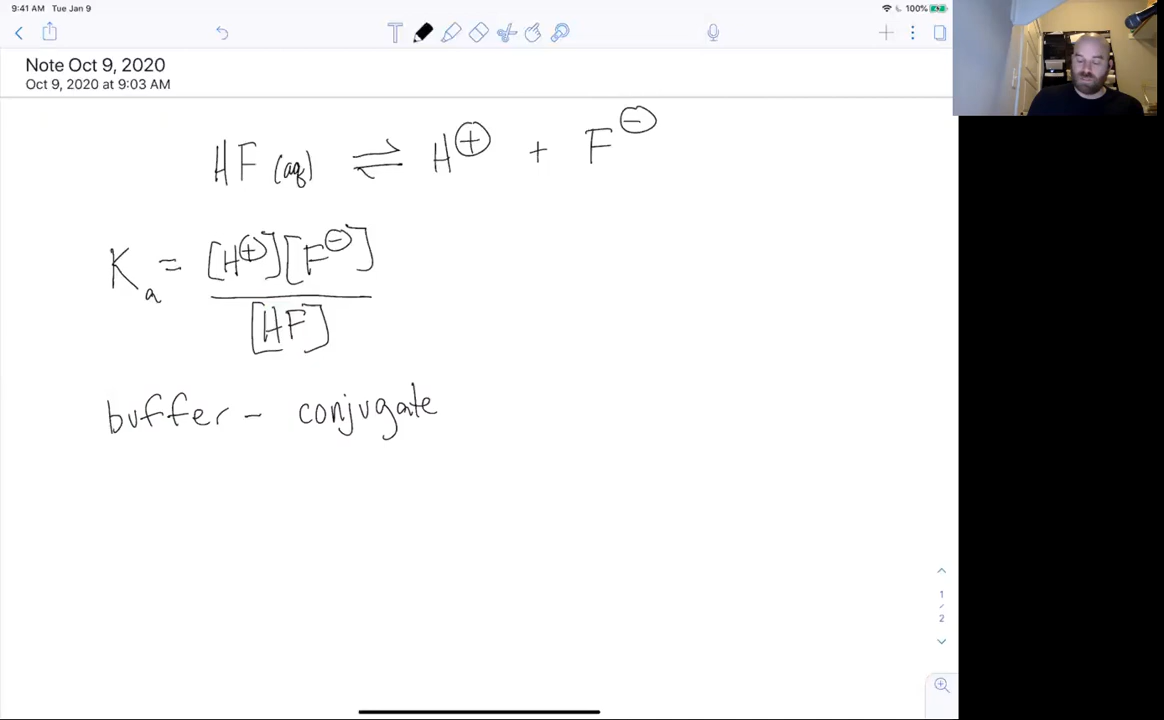 9:41 AM Tue Jan 9
100%
T
Note Oct 9, 2020
Oct 9, 2020 at 9:03 AM
HF (aq) ⇌ H⊕ + F⊖
Kₐ = [H⊕][F⊖] / [HF]
buffer - conjugate
1
/
2